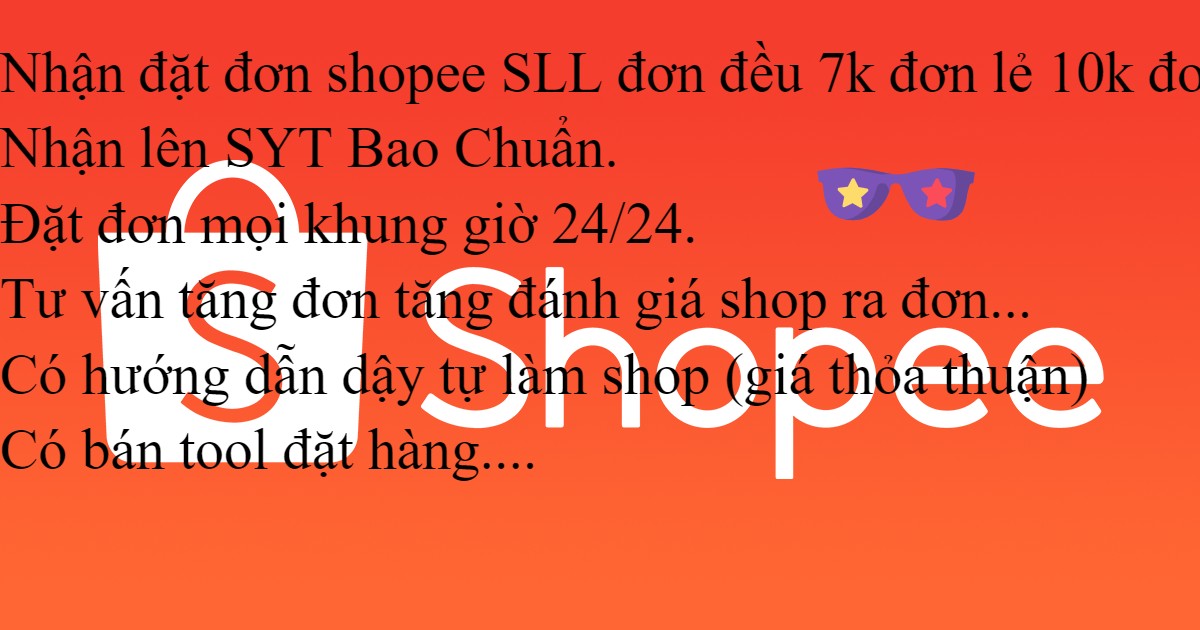 Nhận đặt đơn shopee SLL đơn đều 7k đơn lẻ 10k
Nhận lên SYT Bao Chuẩn.
Đặt đơn mọi khung giờ 24/24.
Tư vấn tăng đơn tăng đánh giá shop ra đơn...
Có hướng dẫn dậy tự làm shop (giá thỏa thuận)
Có bán tool đặt hàng....
S Shopee